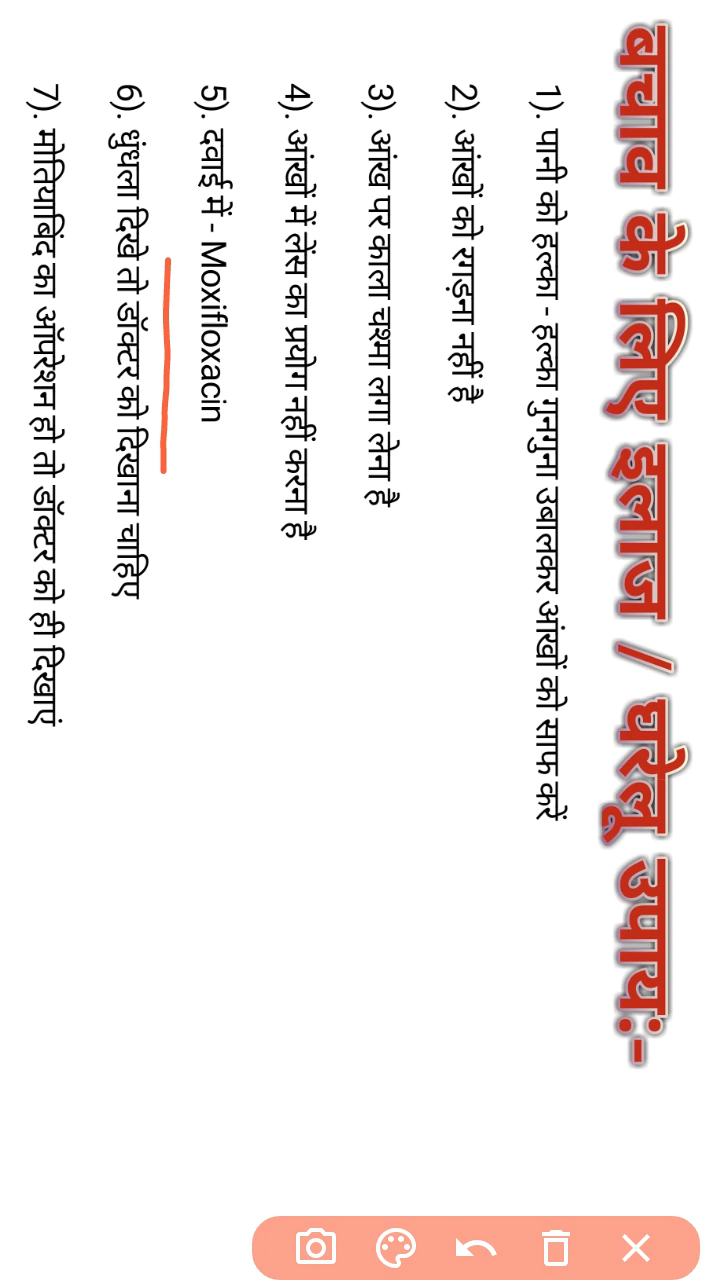 बचाव के लिए इलाज / घरेलू उपाय:-
1). पानी को हल्का - हल्का गुनगुना उबालकर आंखों को साफ करें
2). आंखों को रगड़ना नहीं है
3). आंख पर काला चश्मा लगा लेना है
4). आंखों में लेंस का प्रयोग नहीं करना है
5). दवाई में - Moxifloxacin
6). धुंधला दिखे तो डॉक्टर को दिखाना चाहिए
7). मोतियाबिंद का ऑपरेशन हो तो डॉक्टर को ही दिखाएं